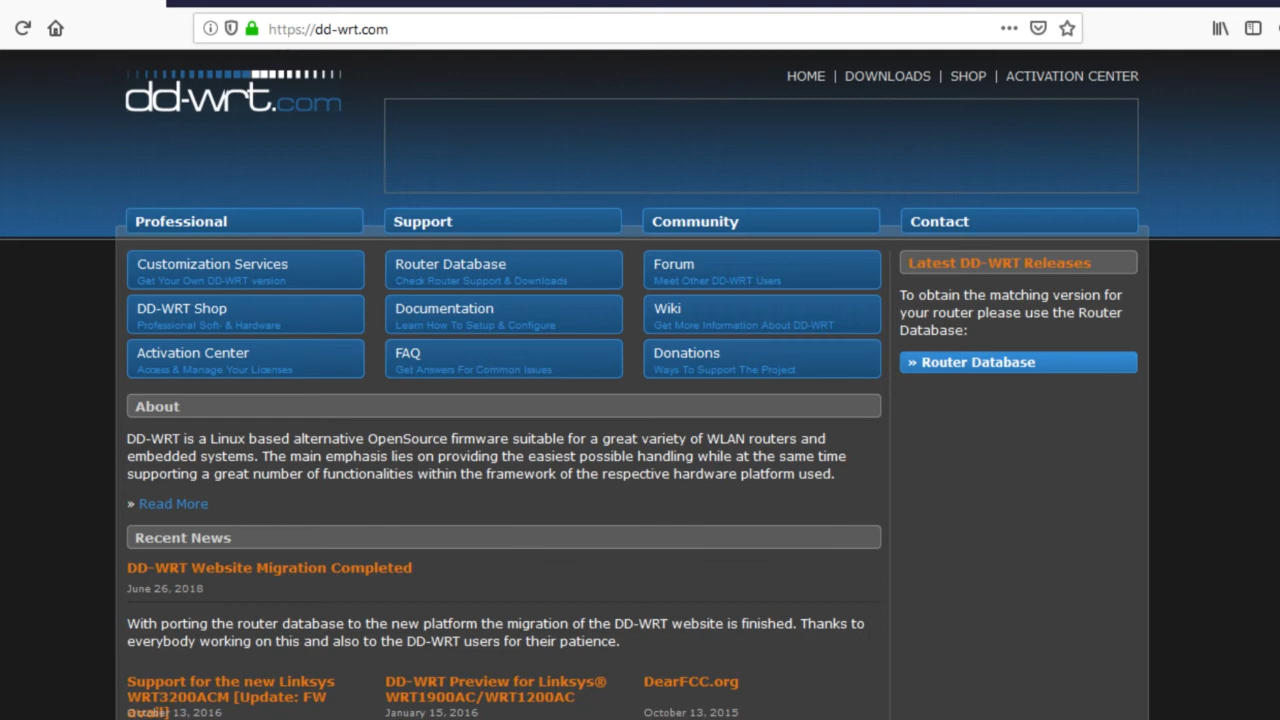 https://dd-wrt.com
dd-wrt.com
HOME | DOWNLOADS | SHOP | ACTIVATION CENTER
Professional
Support
Community
Contact
Customization Services
Get Your Own DD-WRT version
Router Database
Check Router Support & Downloads
Forum
Meet Other DD-WRT Users
DD-WRT Shop
Professional Soft- & Hardware
Documentation
Learn How To Setup & Configure
Wiki
Get More Information About DD-WRT
Activation Center
Access & Manage Your Licenses
FAQ
Get Answers For Common Issues
Donations
Ways To Support The Project
Latest DD-WRT Releases
To obtain the matching version for
your router please use the Router
Database:
» Router Database
About
DD-WRT is a Linux based alternative OpenSource firmware suitable for a great variety of WLAN routers and
embedded systems. The main emphasis lies on providing the easiest possible handling while at the same time
supporting a great number of functionalities within the framework of the respective hardware platform used.
» Read More
Recent News
DD-WRT Website Migration Completed
June 26, 2018
With porting the router database to the new platform the migration of the DD-WRT website is finished. Thanks to
everybody working on this and also to the DD-WRT users for their patience.
Support for the new Linksys
WRT3200ACM [Update: FW
October 13, 2016
DD-WRT Preview for Linksys®
WRT1900AC/WRT1200AC
January 15, 2016
DearFCC.org
October 13, 2015